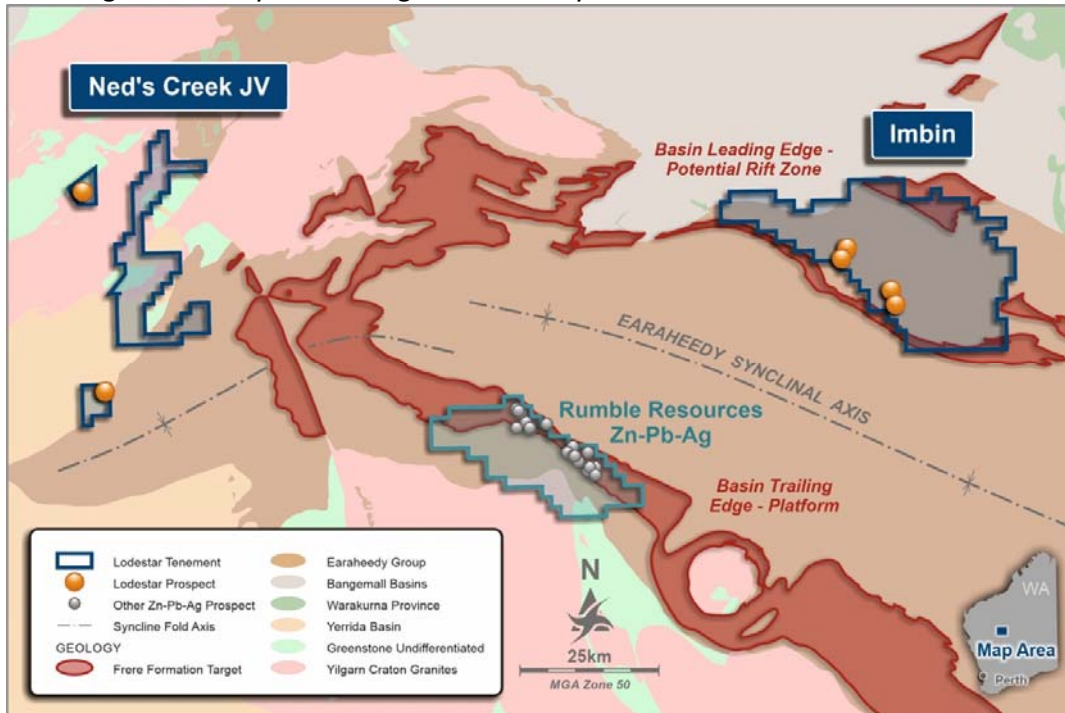 Ned's Creek JV
Imbin
Basin Leading Edge -
Potential Rift Zone
EARAHEEDY SYNCLINAL AXIS
Rumble Resources
Zn-Pb-Ag
Basin Trailing
Edge - Platform
Lodestar Tenement
Lodestar Prospect
Other Zn-Pb-Ag Prospect
Syncline Fold Axis
GEOLOGY
Frere Formation Target
Earaheedy Group
Bangemall Basins
Warakurna Province
Yerrida Basin
Greenstone Undifferentiated
Yilgarn Craton Granites
N
25km
MGA Zone 50
WA
Map Area
Perth